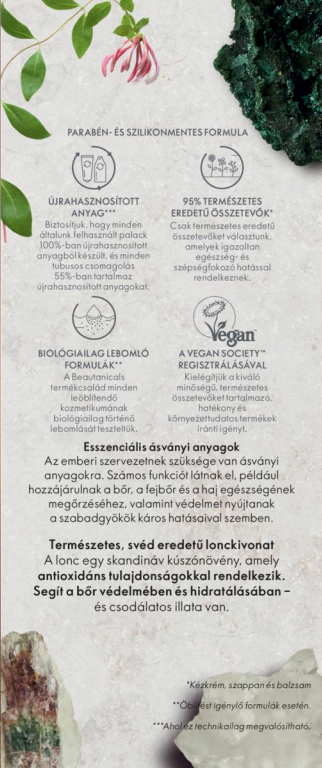 PARABÉN- ÉS SZILIKONMENTES FORMULA
ÚJRAHASZNOSÍTOTT
ANYAG***
Biztosítjuk, hogy minden
általunk felhasznált palack
100%-ban újrahasznosított
anyagból készült, és minden
tubusos csomagolás
55%-ban tartalmaz
újrahasznosított anyagokat.
95% TERMÉSZETES
EREDETŰ ÖSSZETEVŐK*
Csak természetes eredetű
összetevőket választunk,
amelyek igazoltan
egészség- és
szépségfokozó hatással
rendelkeznek.
BIOLÓGIAILAG LEBOMLÓ
FORMULÁK**
A Beautanicals
termékcsalád minden
leöblítendő
kozmetikumának
biológiailag történő
lebomlását teszteltük.
Vegan
A VEGAN SOCIETY™
REGISZTRÁLÁSÁVAL
Kielégítjük a kiváló
minőségű, természetes
összetevőket tartalmazó,
hatékony és
környezettudatos termékek
iránti igényt.
Esszenciális ásványi anyagok
Az emberi szervezetnek szüksége van ásványi
anyagokra. Számos funkciót látnak el, például
hozzájárulnak a bőr, a fejbőr és a haj egészségének
megőrzéséhez, valamint védelmet nyújtanak
a szabadgyökök káros hatásaival szemben.
Természetes, svéd eredetű lonckivonat
A lonc egy skandináv kúszónövény, amely
antioxidáns tulajdonságokkal rendelkezik.
Segít a bőr védelmében és hidratálásában –
és csodálatos illata van.
*Kézkrém, szappan és balzsam
**Öblítést igénylő formulák esetén.
***Ahol ez technikailag megvalósítható.